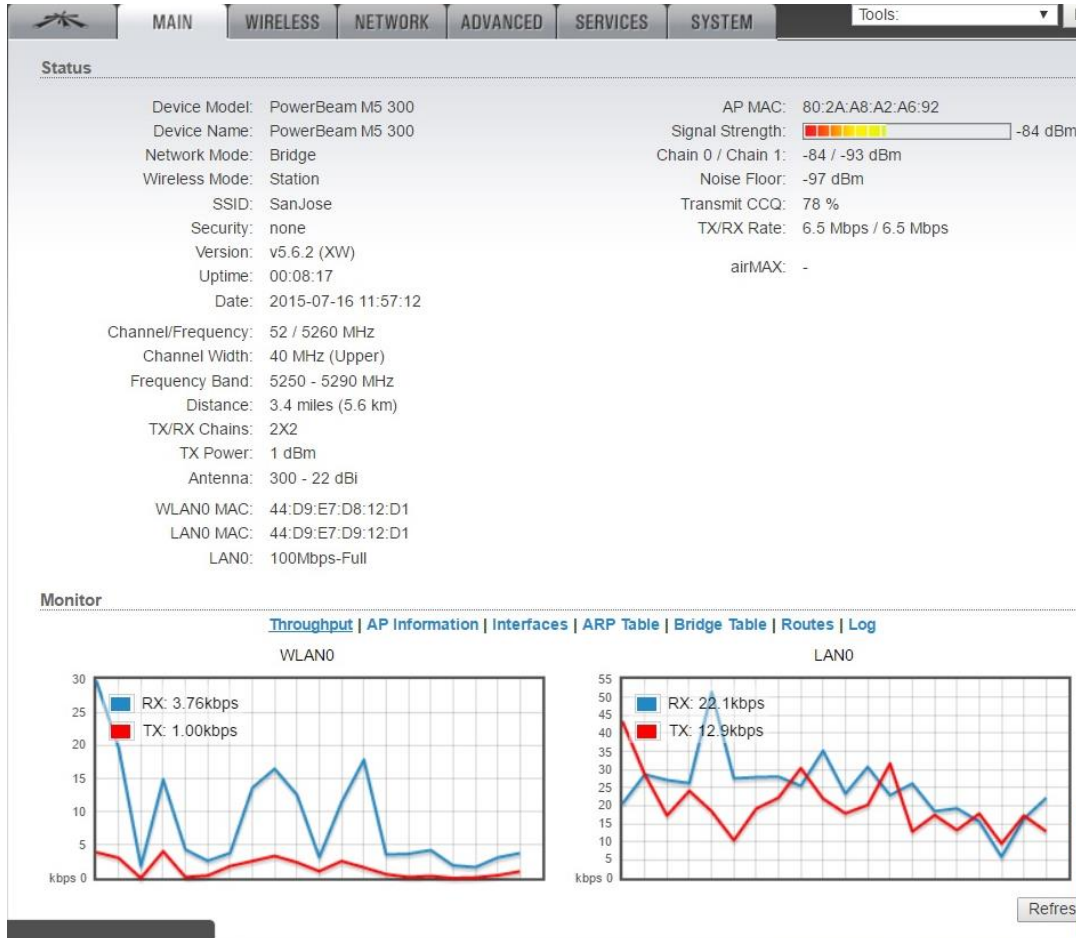 MAIN WIRELESS NETWORK ADVANCED SERVICES SYSTEM Tools:
Status
Device Model: PowerBeam M5 300
Device Name: PowerBeam M5 300
Network Mode: Bridge
Wireless Mode: Station
SSID: SanJose
Security: none
Version: v5.6.2 (XW)
Uptime: 00:08:17
Date: 2015-07-16 11:57:12
Channel/Frequency: 52 / 5260 MHz
Channel Width: 40 MHz (Upper)
Frequency Band: 5250 - 5290 MHz
Distance: 3.4 miles (5.6 km)
TX/RX Chains: 2X2
TX Power: 1 dBm
Antenna: 300 - 22 dBi
WLAN0 MAC: 44:D9:E7:D8:12:D1
LAN0 MAC: 44:D9:E7:D9:12:D1
LAN0: 100Mbps-Full
AP MAC: 80:2A:A8:A2:A6:92
Signal Strength: -84 dBm
Chain 0 / Chain 1: -84 / -93 dBm
Noise Floor: -97 dBm
Transmit CCQ: 78 %
TX/RX Rate: 6.5 Mbps / 6.5 Mbps
airMAX: -
Monitor
Throughput | AP Information | Interfaces | ARP Table | Bridge Table | Routes | Log
WLAN0
30
25
20
15
10
5
kbps 0
RX: 3.76kbps
TX: 1.00kbps
LAN0
55
50
45
40
35
30
25
20
15
10
5
kbps 0
RX: 22.1kbps
TX: 12.9kbps
Refres